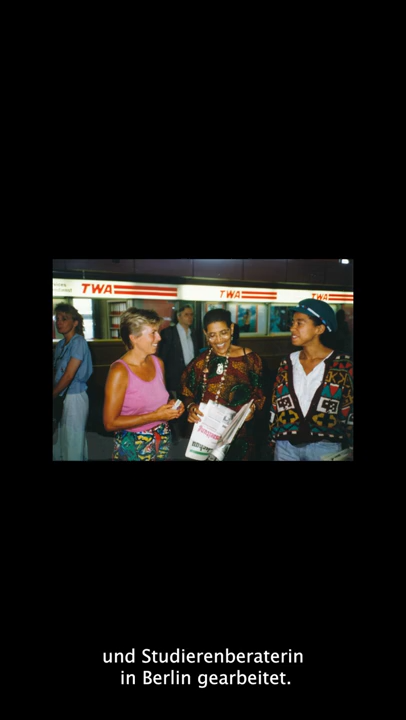 TWA TWA TWA
und Studierenberaterin
in Berlin gearbeitet.